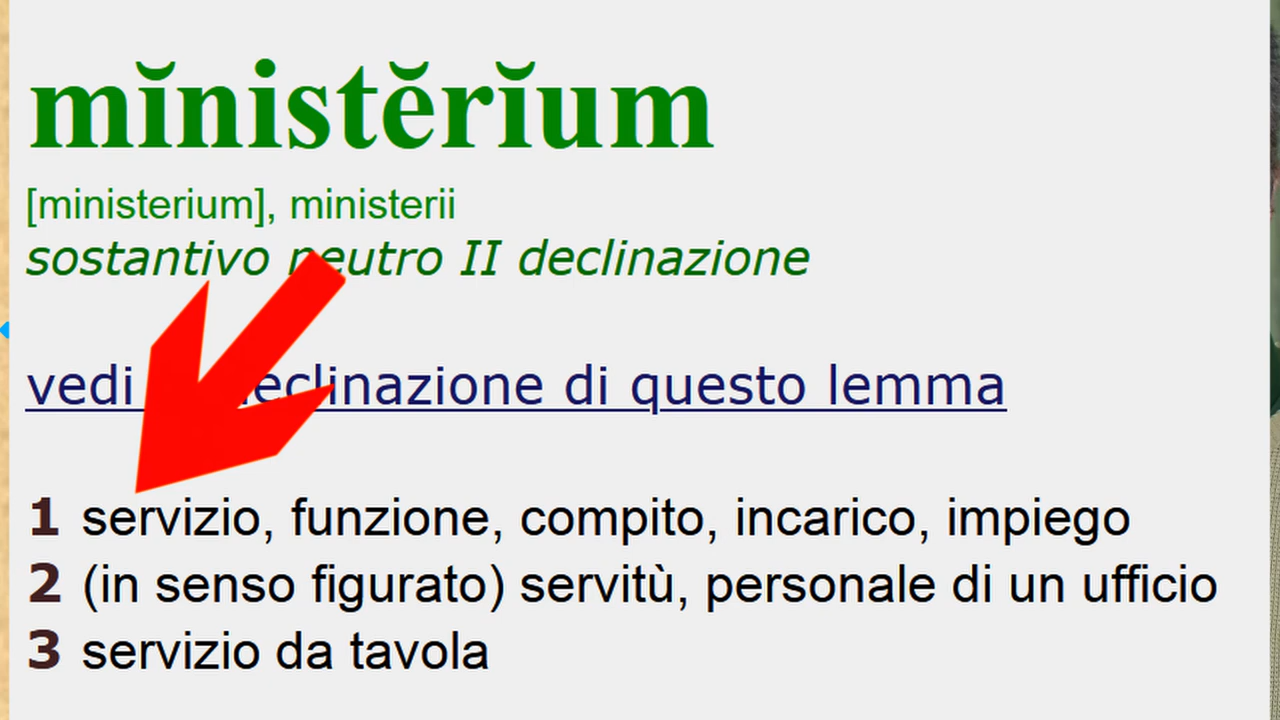 mĭnistĕrĭum
[ministerium], ministerii
sostantivo neutro II declinazione
vedi declinazione di questo lemma
1 servizio, funzione, compito, incarico, impiego
2 (in senso figurato) servitù, personale di un ufficio
3 servizio da tavola